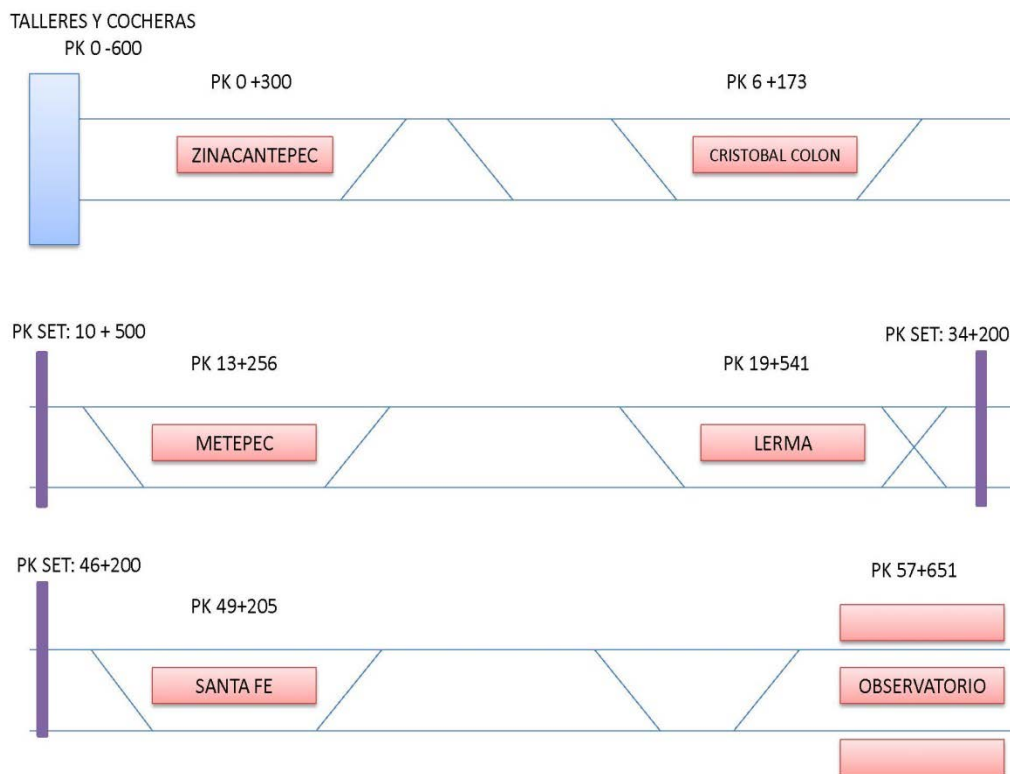 TALLERES Y COCHERAS
PK 0 -600
PK 0 +300
PK 6 +173
ZINACANTEPEC
CRISTOBAL COLON
PK SET: 10 + 500
PK SET: 34+200
PK 13+256
PK 19+541
METEPEC
LERMA
PK SET: 46+200
PK 57+651
PK 49+205
SANTA FE
OBSERVATORIO